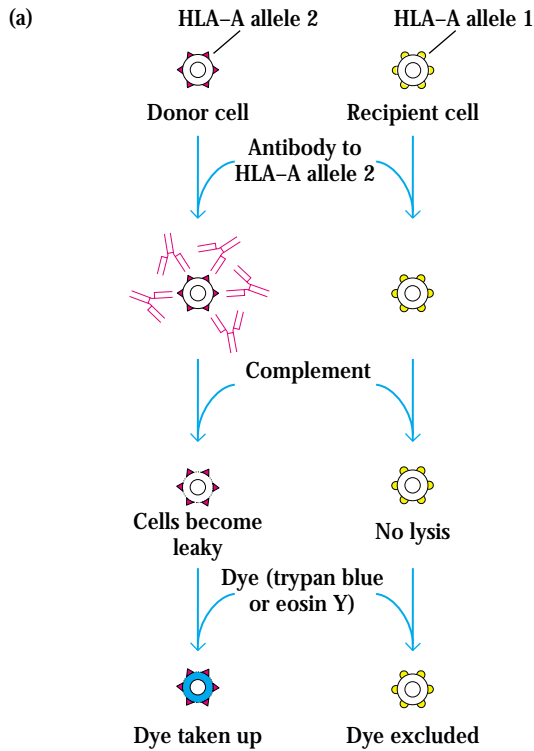 (a)
HLA–A allele 2
HLA–A allele 1
Donor cell
Recipient cell
Antibody to
HLA–A allele 2
Complement
Cells become
leaky
No lysis
Dye (trypan blue
or eosin Y)
Dye taken up
Dye excluded